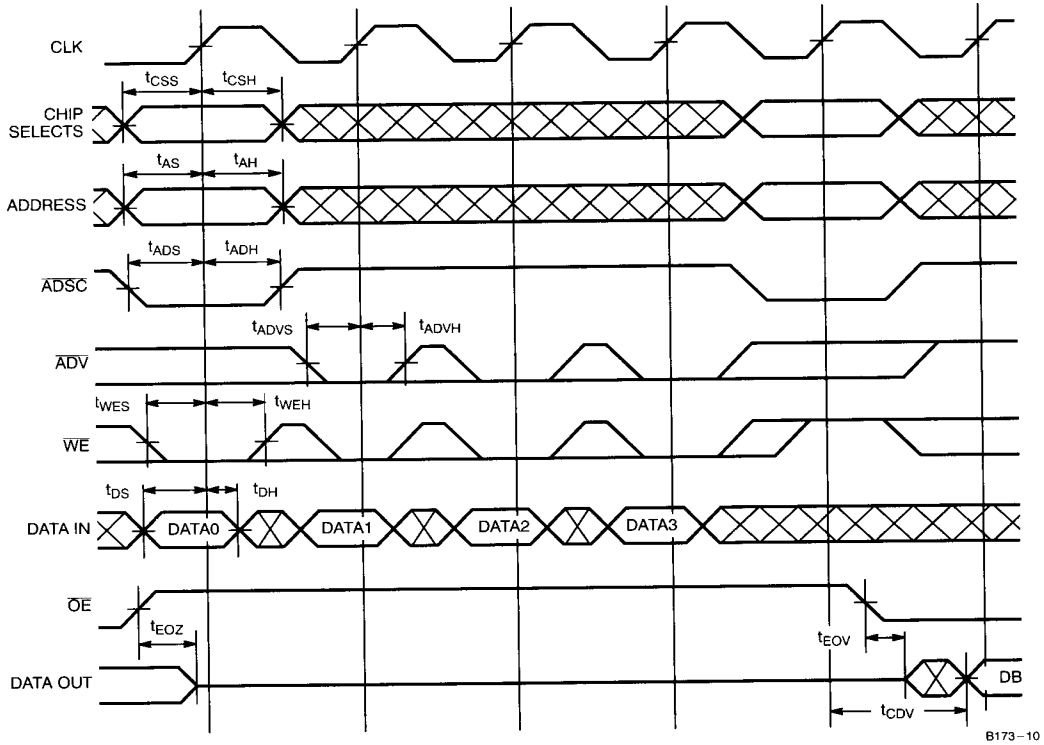 CLK
tCSS tCSH
CHIP
SELECTS
tAS tAH
ADDRESS
tADS tADH
ADSC
tADVS tADVH
ADV
tWES tWEH
WE
tDS tDH
DATA IN DATA0 DATA1 DATA2 DATA3
OE
tEOZ tEOV
DATA OUT DB
tCDV
B173-10